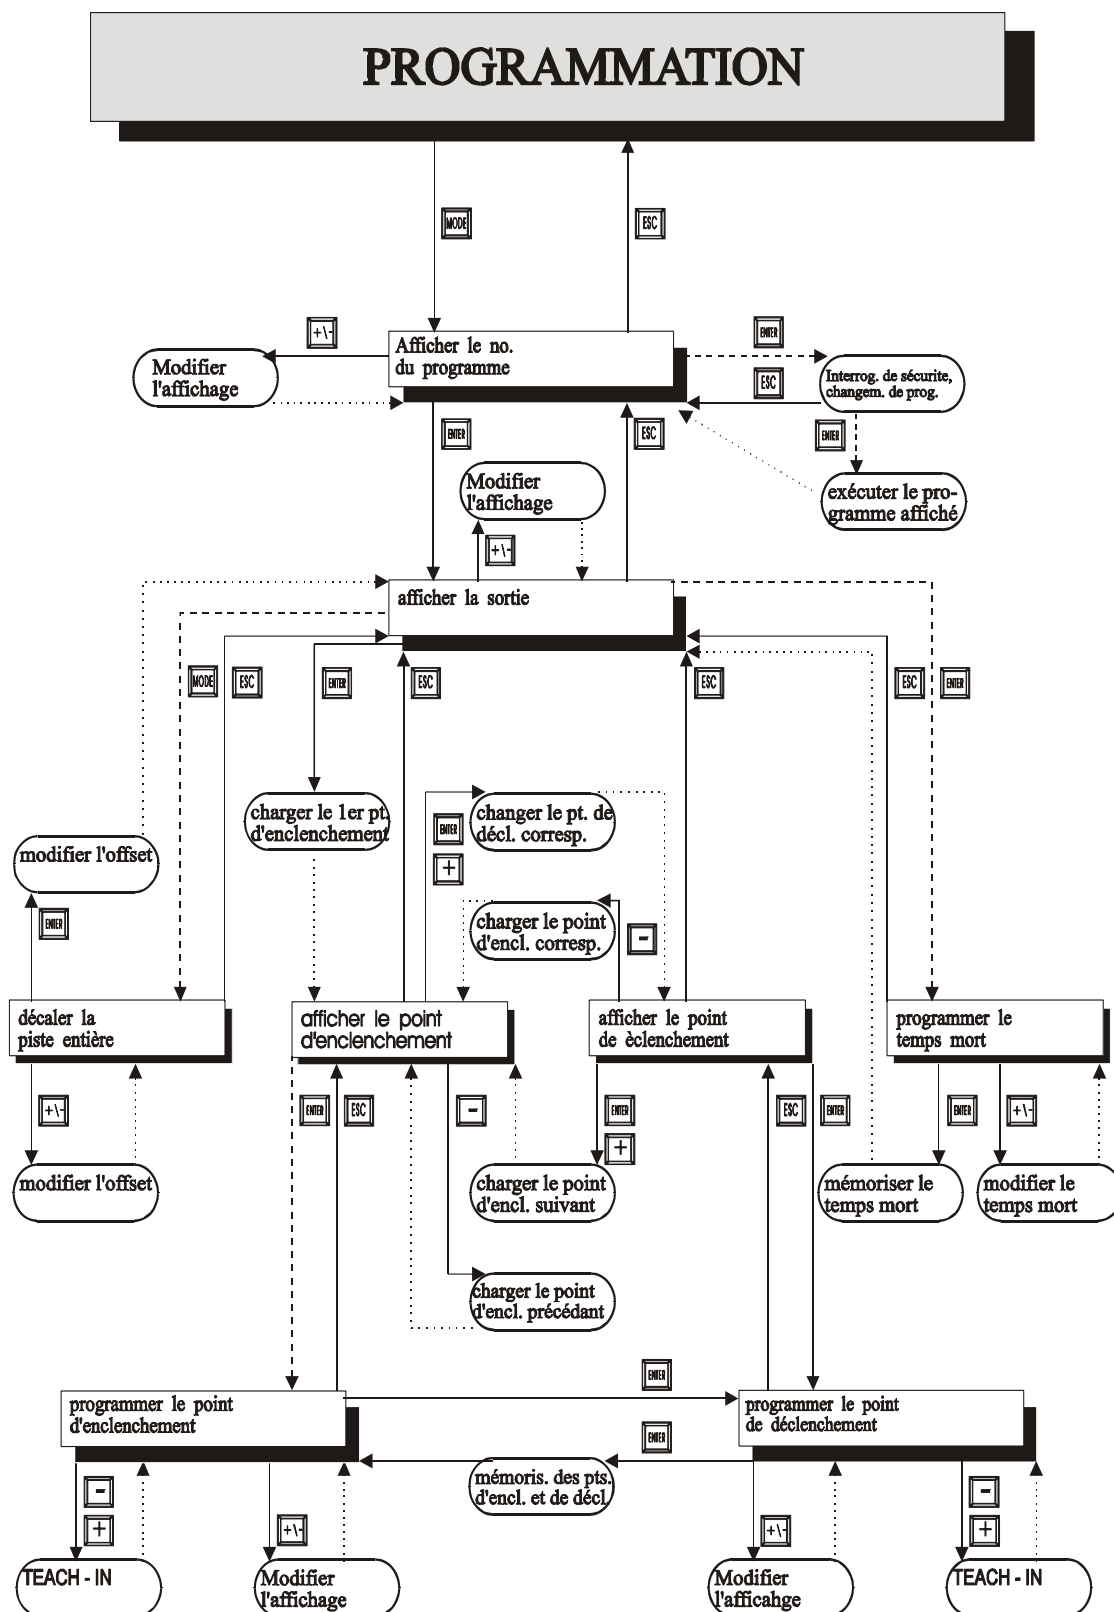 PROGRAMMATION
MODE
ESC
+\-
ENTER
Afficher le no.
du programme
Modifier
l'affichage
ESC
Interrog. de sécurite,
changem. de prog.
ENTER
ESC
ENTER
Modifier
l'affichage
exécuter le pro-
gramme affiché
+\-
afficher la sortie
MODE
ESC
ENTER
ESC
ESC
ESC
ENTER
charger le 1er pt.
d'enclenchement
changer le pt. de
décl. corresp.
ENTER
+
modifier l'offset
charger le point
d'encl. corresp.
-
ENTER
décaler la
piste entière
afficher le point
d'enclenchement
afficher le point
de èclenchement
programmer le
temps mort
+\-
ENTER
ESC
-
ENTER
+
ESC
ENTER
ENTER
+\-
modifier l'offset
charger le point
d'encl. suivant
mémoriser le
temps mort
modifier le
temps mort
charger le point
d'encl. précédant
ENTER
programmer le point
d'enclenchement
programmer le point
de déclenchement
ENTER
mémoris. des pts.
d'encl. et de décl.
-
+
+\-
+\-
-
+
TEACH - IN
Modifier
l'affichage
Modifier
l'afficahge
TEACH - IN